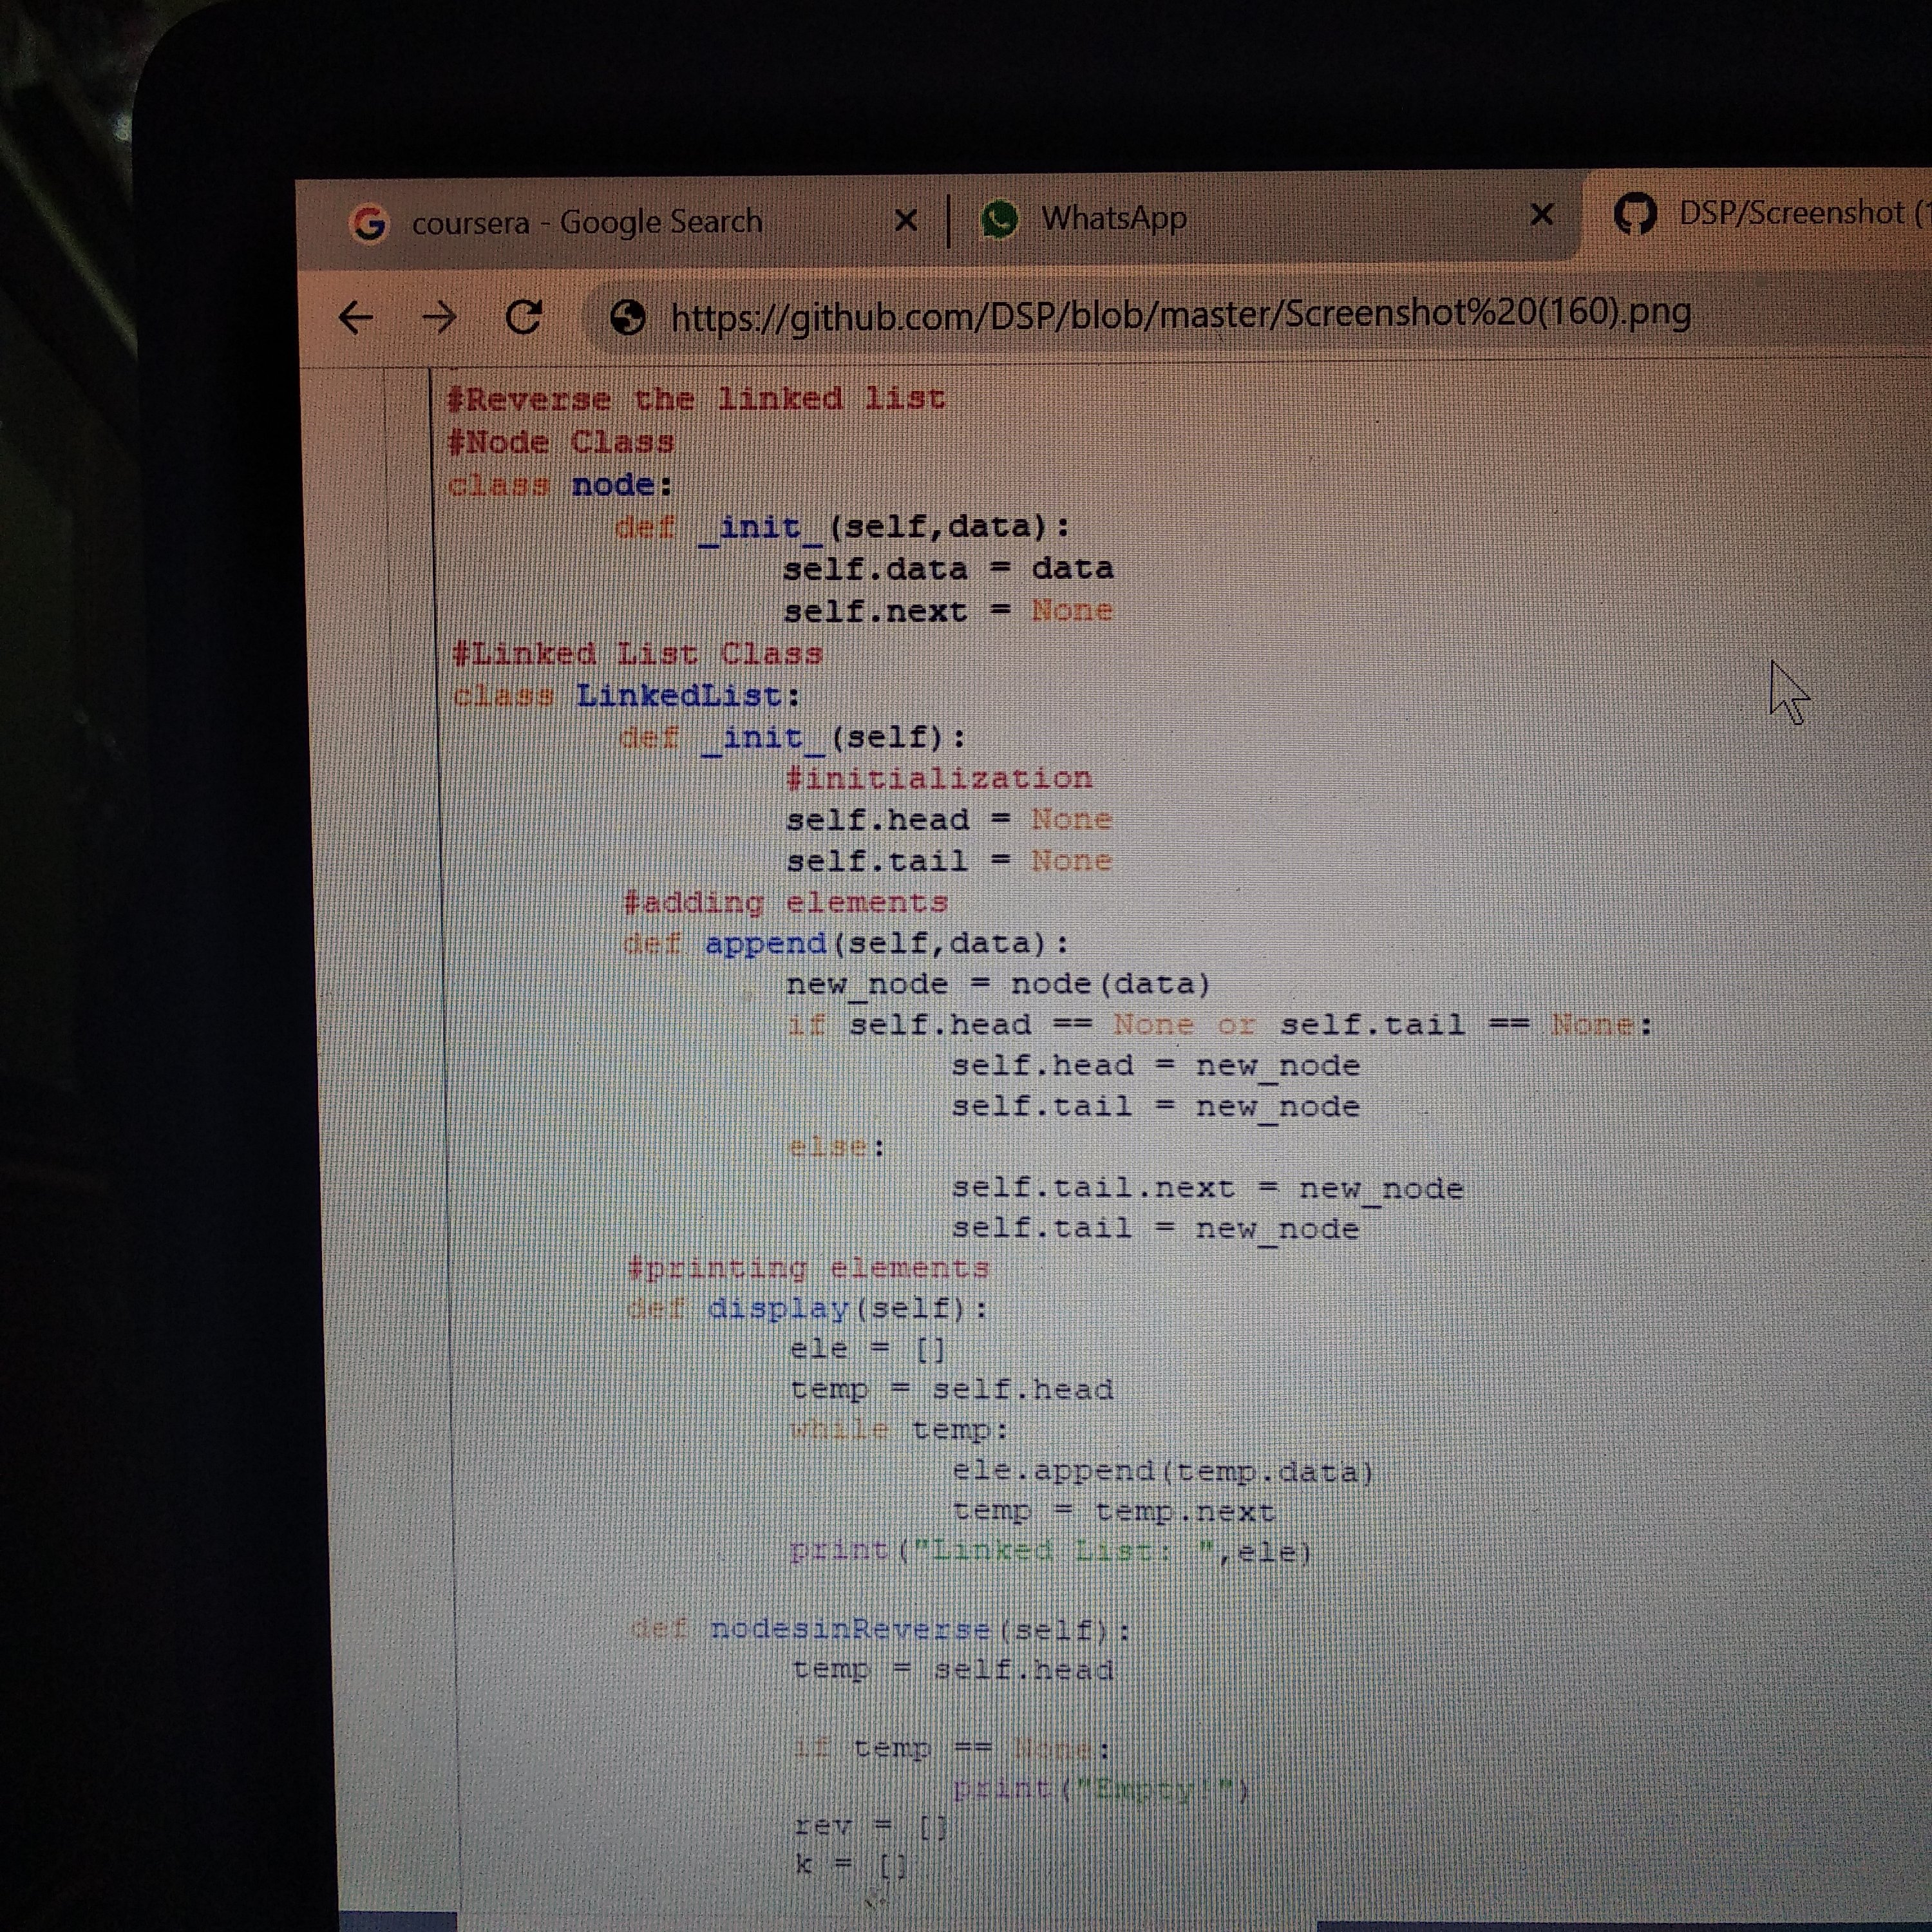 coursera - Google Search
WhatsApp
DSP/Screenshot (1
https://github.com/DSP/blob/master/Screenshot%20(160).png
#Reverse the linked list
#Node Class
class node:
def _init_(self,data):
self.data = data
self.next = None
#Linked List Class
class LinkedList:
def _init_(self):
#initialization
self.head = None
self.tail = None
#adding elements
def append(self,data):
new_node = node(data)
if self.head == None or self.tail == None:
self.head = new_node
self.tail = new_node
else:
self.tail.next = new_node
self.tail = new_node
#printing elements
def display(self):
ele = []
temp = self.head
while temp:
ele.append(temp.data)
temp = temp.next
print("Linked List: ",ele)
def nodesinReverse(self):
temp = self.head
if temp == None:
print("Empty!")
rev = []
k = []